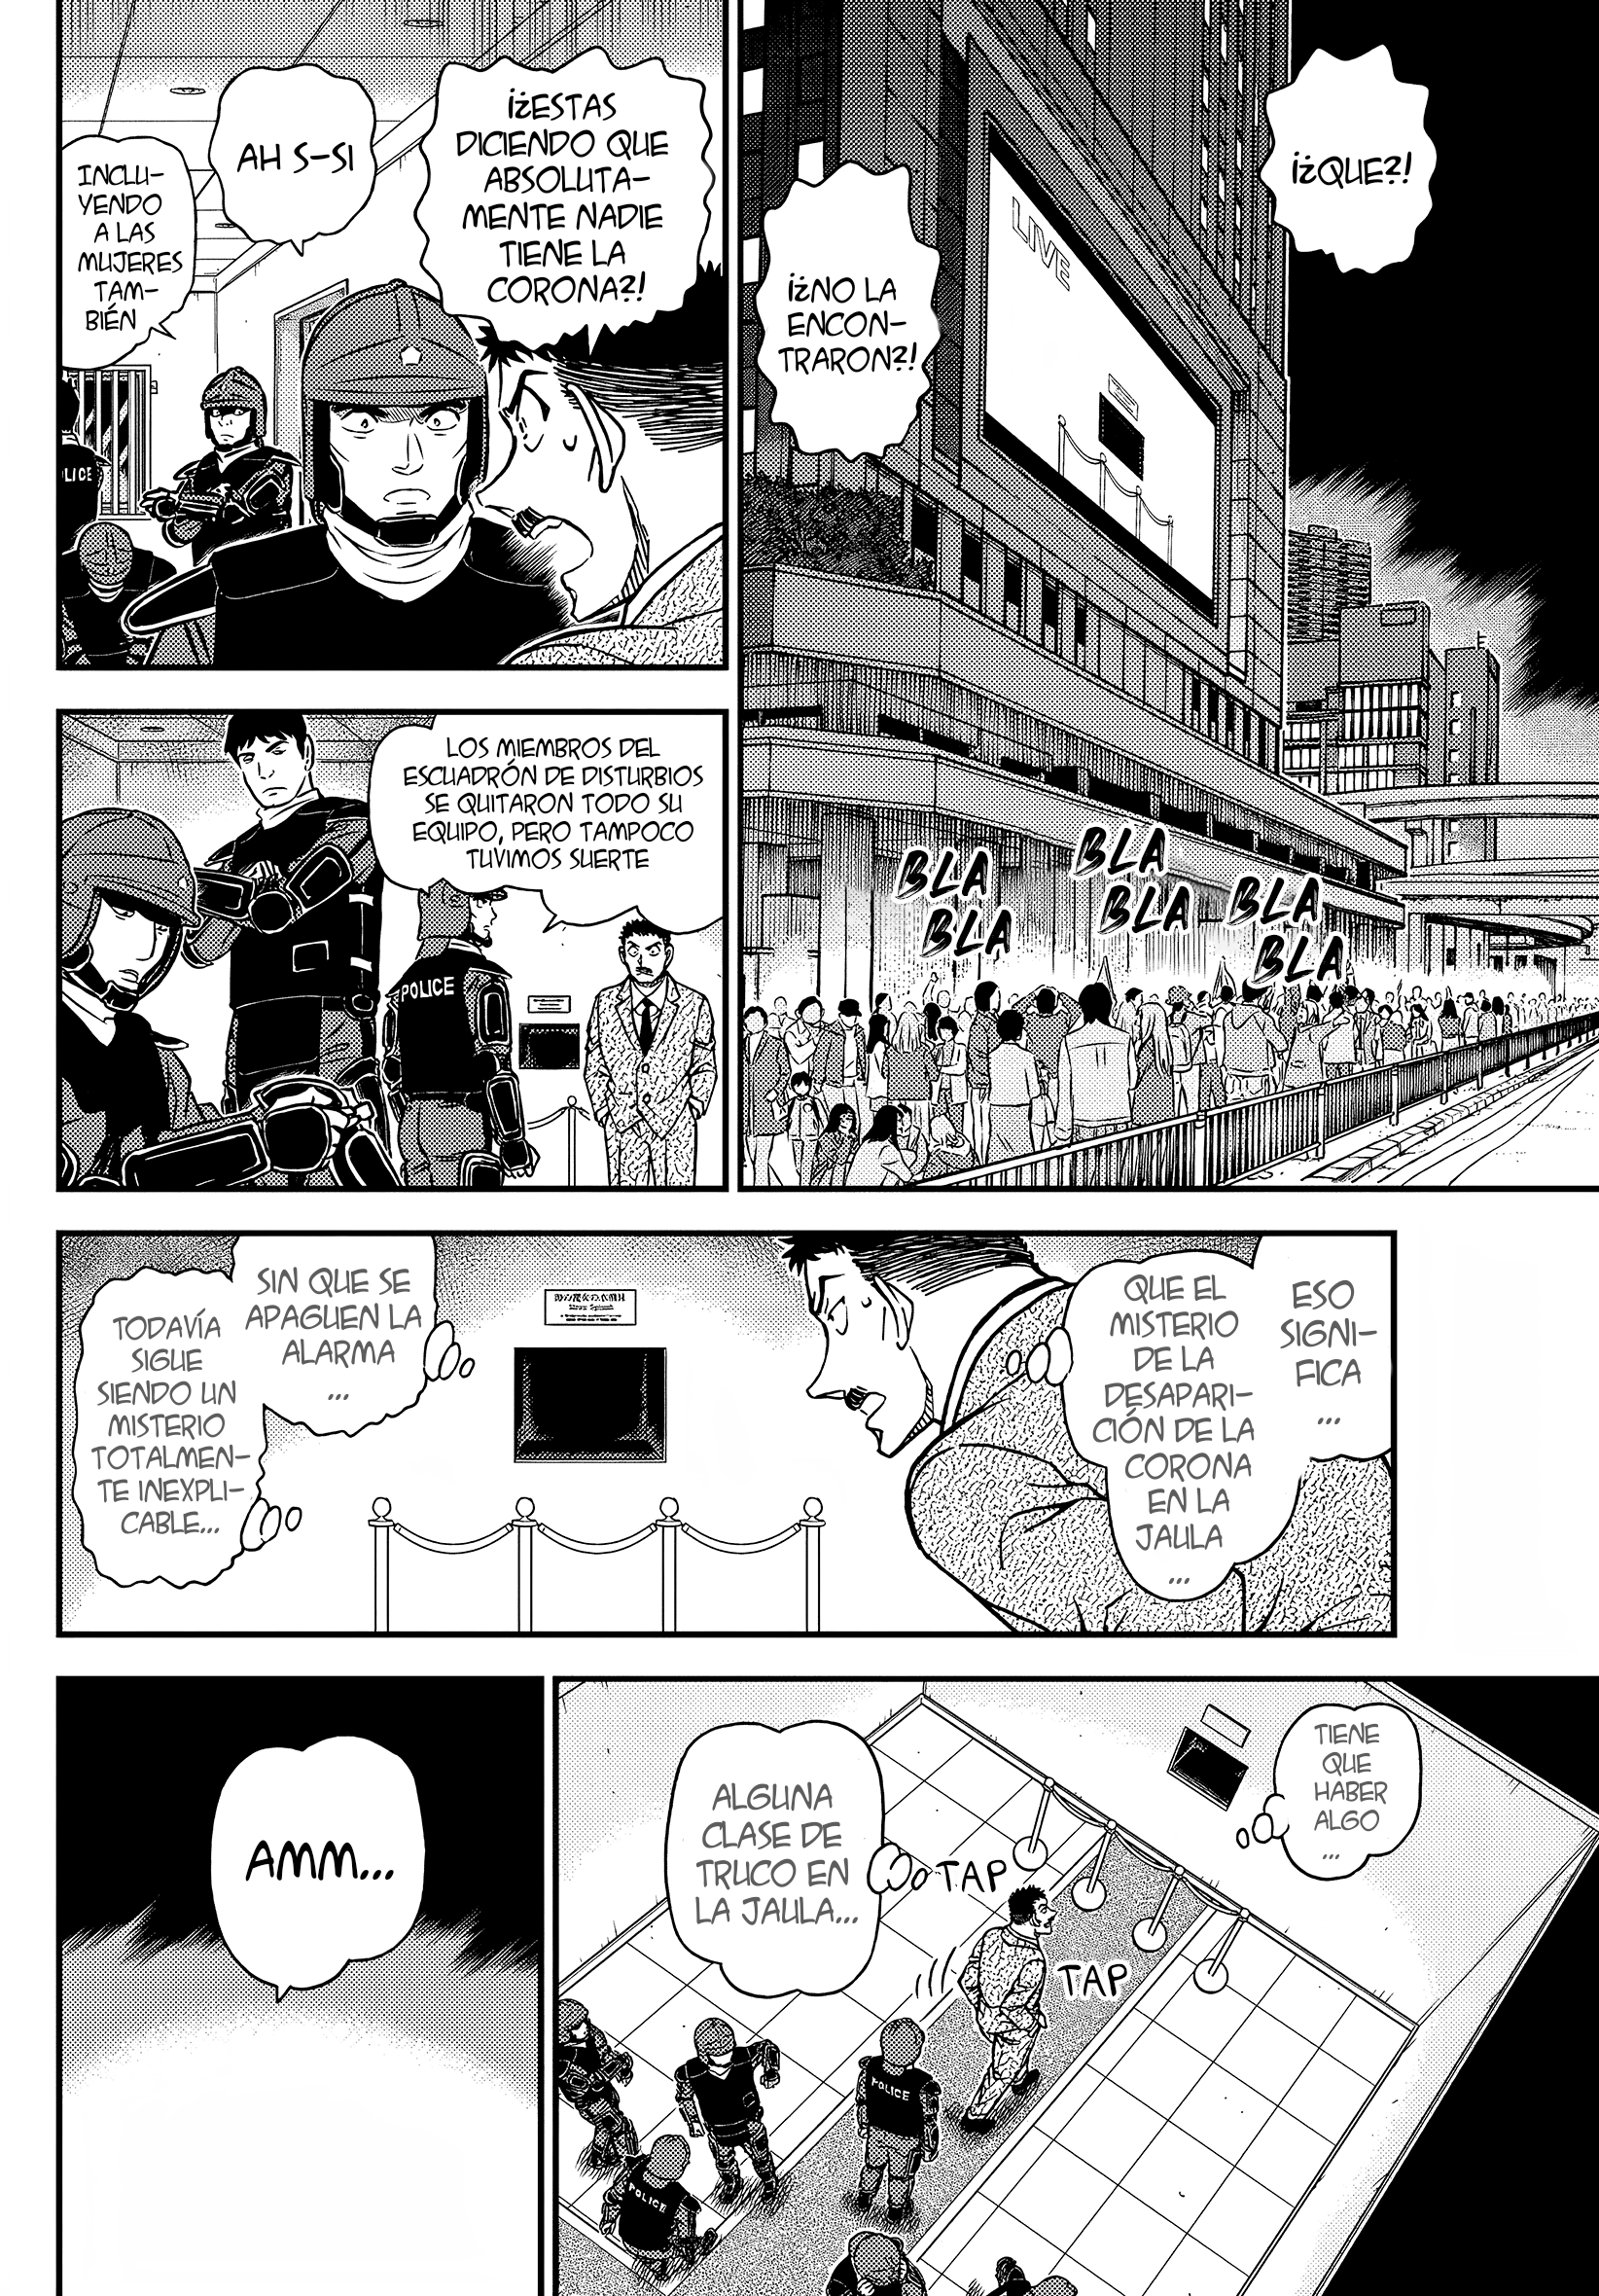 ¡¿QUE?!
LIVE
¡¿NO LA
ENCON-
TRARON?!
BLA
BLA
BLA
BLA
BLA
BLA
¡¿ESTAS
DICIENDO QUE
ABSOLUTA-
MENTE NADIE
TIENE LA
CORONA?!
AH S-SI
INCLU-
YENDO
A LAS
MUJERES
TAM-
BIÉN
POLICE
LOS MIEMBROS DEL
ESCUADRÓN DE DISTURBIOS
SE QUITARON TODO SU
EQUIPO, PERO TAMPOCO
TUVIMOS SUERTE
POLICE
ESO
SIGNI-
FICA
...
QUE EL
MISTERIO
DE LA
DESAPARI-
CIÓN DE LA
CORONA
EN LA
JAULA
...
SIN QUE SE
APAGUEN LA
ALARMA
...
TODAVÍA
SIGUE
SIENDO UN
MISTERIO
TOTALMEN-
TE INEXPLI-
CABLE...
TIENE
QUE
HABER
ALGO
...
ALGUNA
CLASE DE
TRUCO EN
LA JAULA...
TAP
TAP
POLICE
POLICE
AMM...